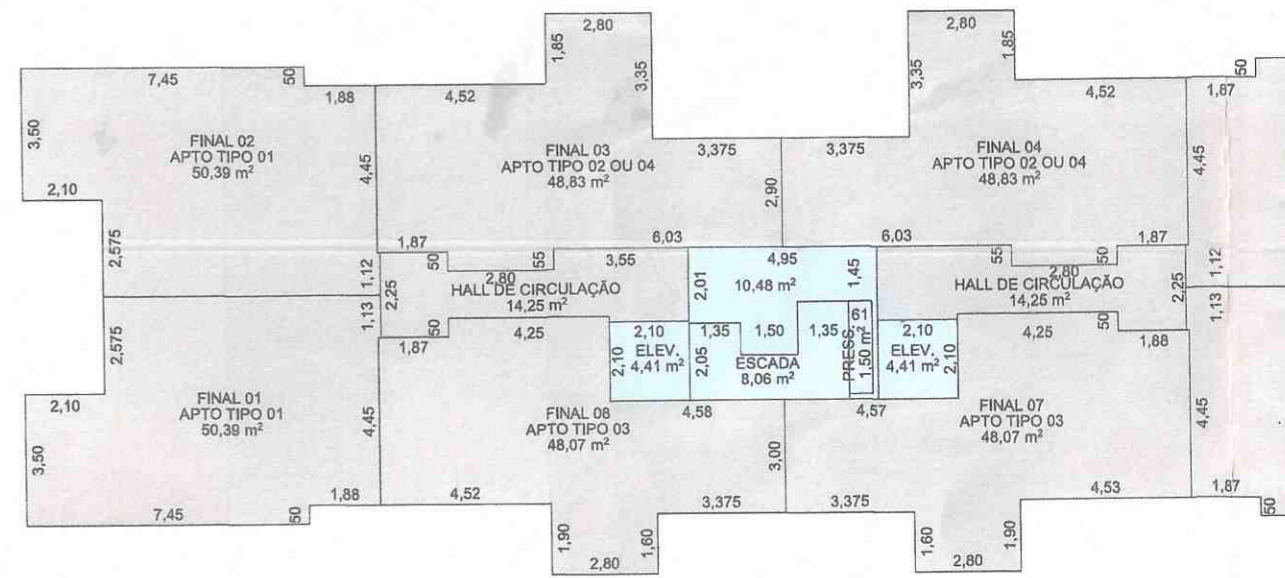 2,80
2,80
1,85
1,85
7,45
50
50
3,35
3,35
1,88
4,52
4,52
1,87
3,50
FINAL 02
APTO TIPO 01
50,39 m²
FINAL 03
APTO TIPO 02 OU 04
48,83 m²
FINAL 04
APTO TIPO 02 OU 04
48,83 m²
3,375
3,375
4,45
4,45
2,10
2,90
2,575
1,87
6,03
6,03
1,87
50
55
3,55
4,95
55
50
1,12
2,80
2,01
1,45
2,80
1,12
2,25
HALL DE CIRCULAÇÃO
14,25 m²
10,48 m²
HALL DE CIRCULAÇÃO
14,25 m²
2,25
1,13
50
4,25
61
4,25
50
1,13
2,575
1,87
2,10
1,35
1,50
1,35
2,10
1,88
2,10
ELEV.
4,41 m²
2,05
ESCADA
8,06 m²
PRESS.
1,50 m²
ELEV.
4,41 m²
2,10
2,10
4,58
4,57
FINAL 01
APTO TIPO 01
50,39 m²
FINAL 08
APTO TIPO 03
48,07 m²
FINAL 07
APTO TIPO 03
48,07 m²
4,45
4,45
3,50
3,00
1,88
4,52
3,375
3,375
4,53
1,87
7,45
50
50
1,90
1,60
1,60
1,90
2,80
2,80